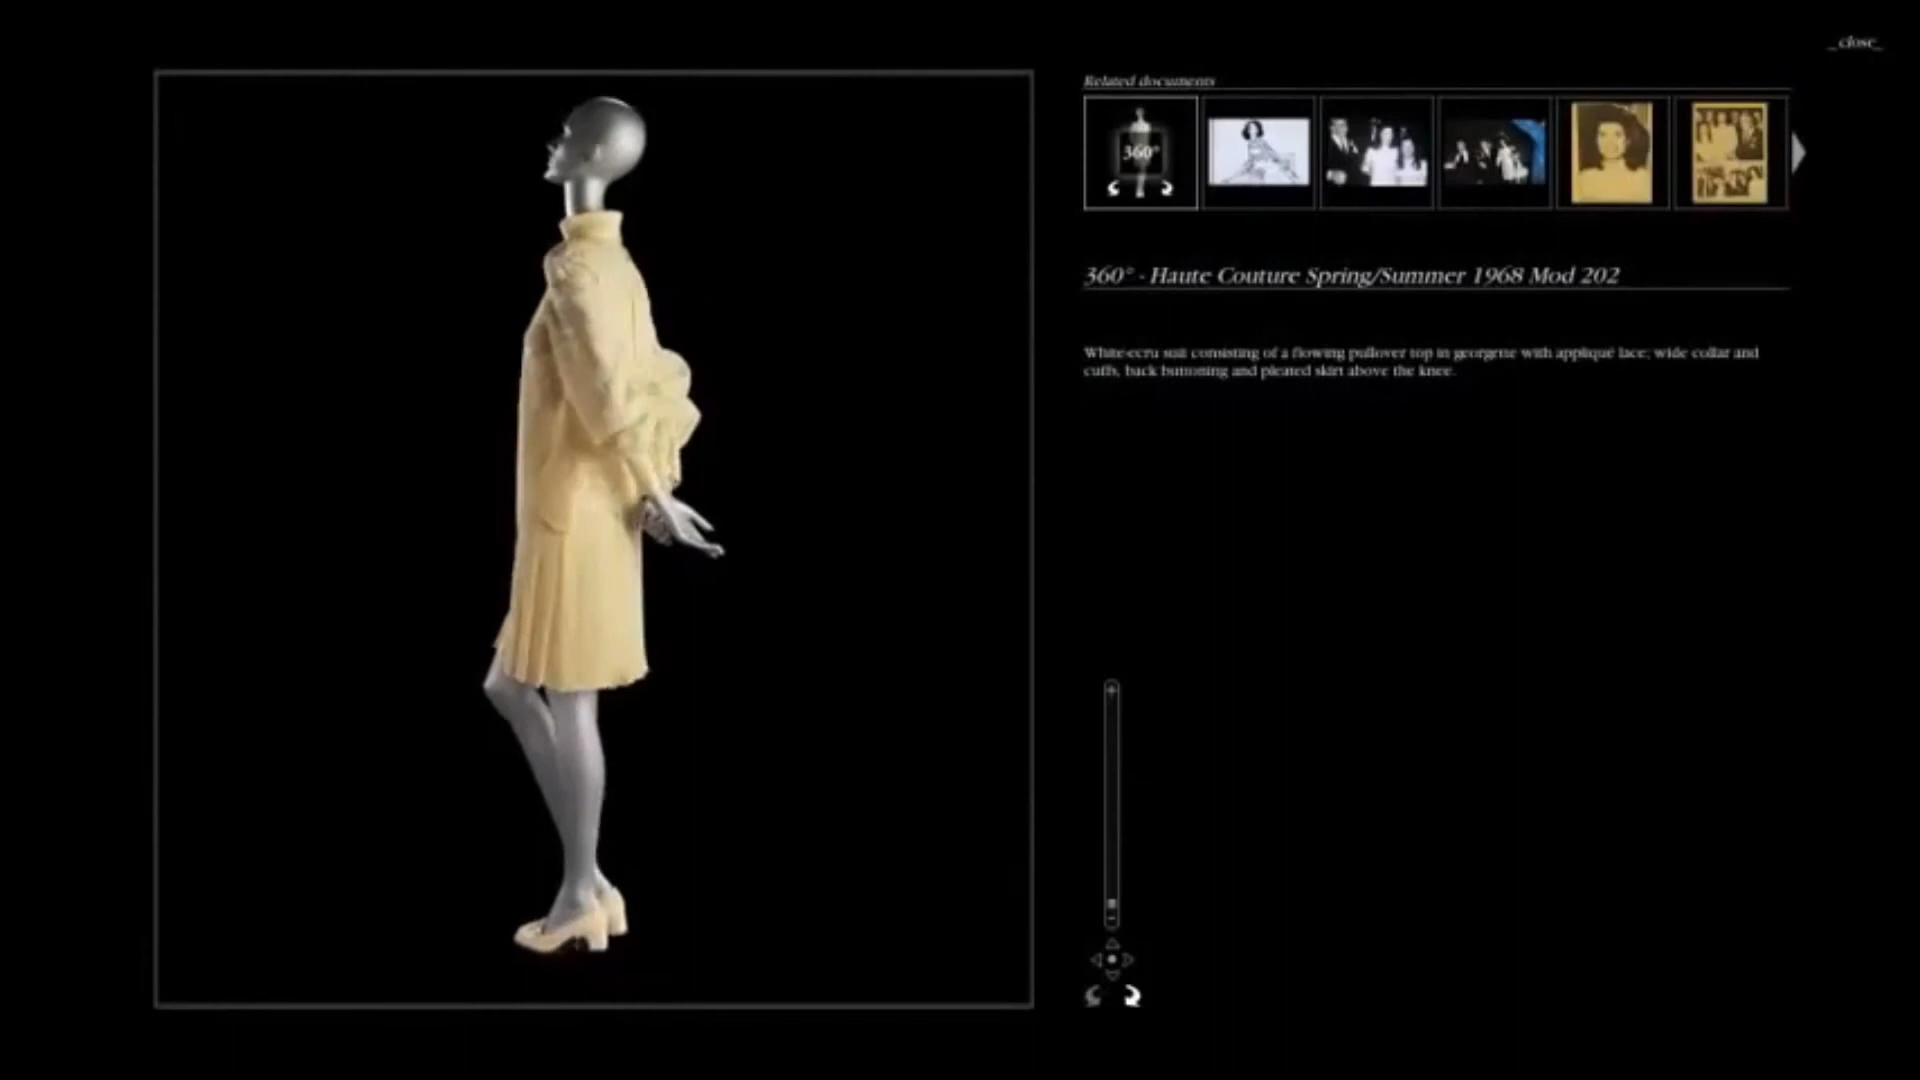 _close_
Related documents
360°
360° - Haute Couture Spring/Summer 1968 Mod 202
White-ecru suit consisting of a flowing pullover top in georgette with appliqué lace; wide collar and
cuffs, back buttoning and pleated skirt above the knee.